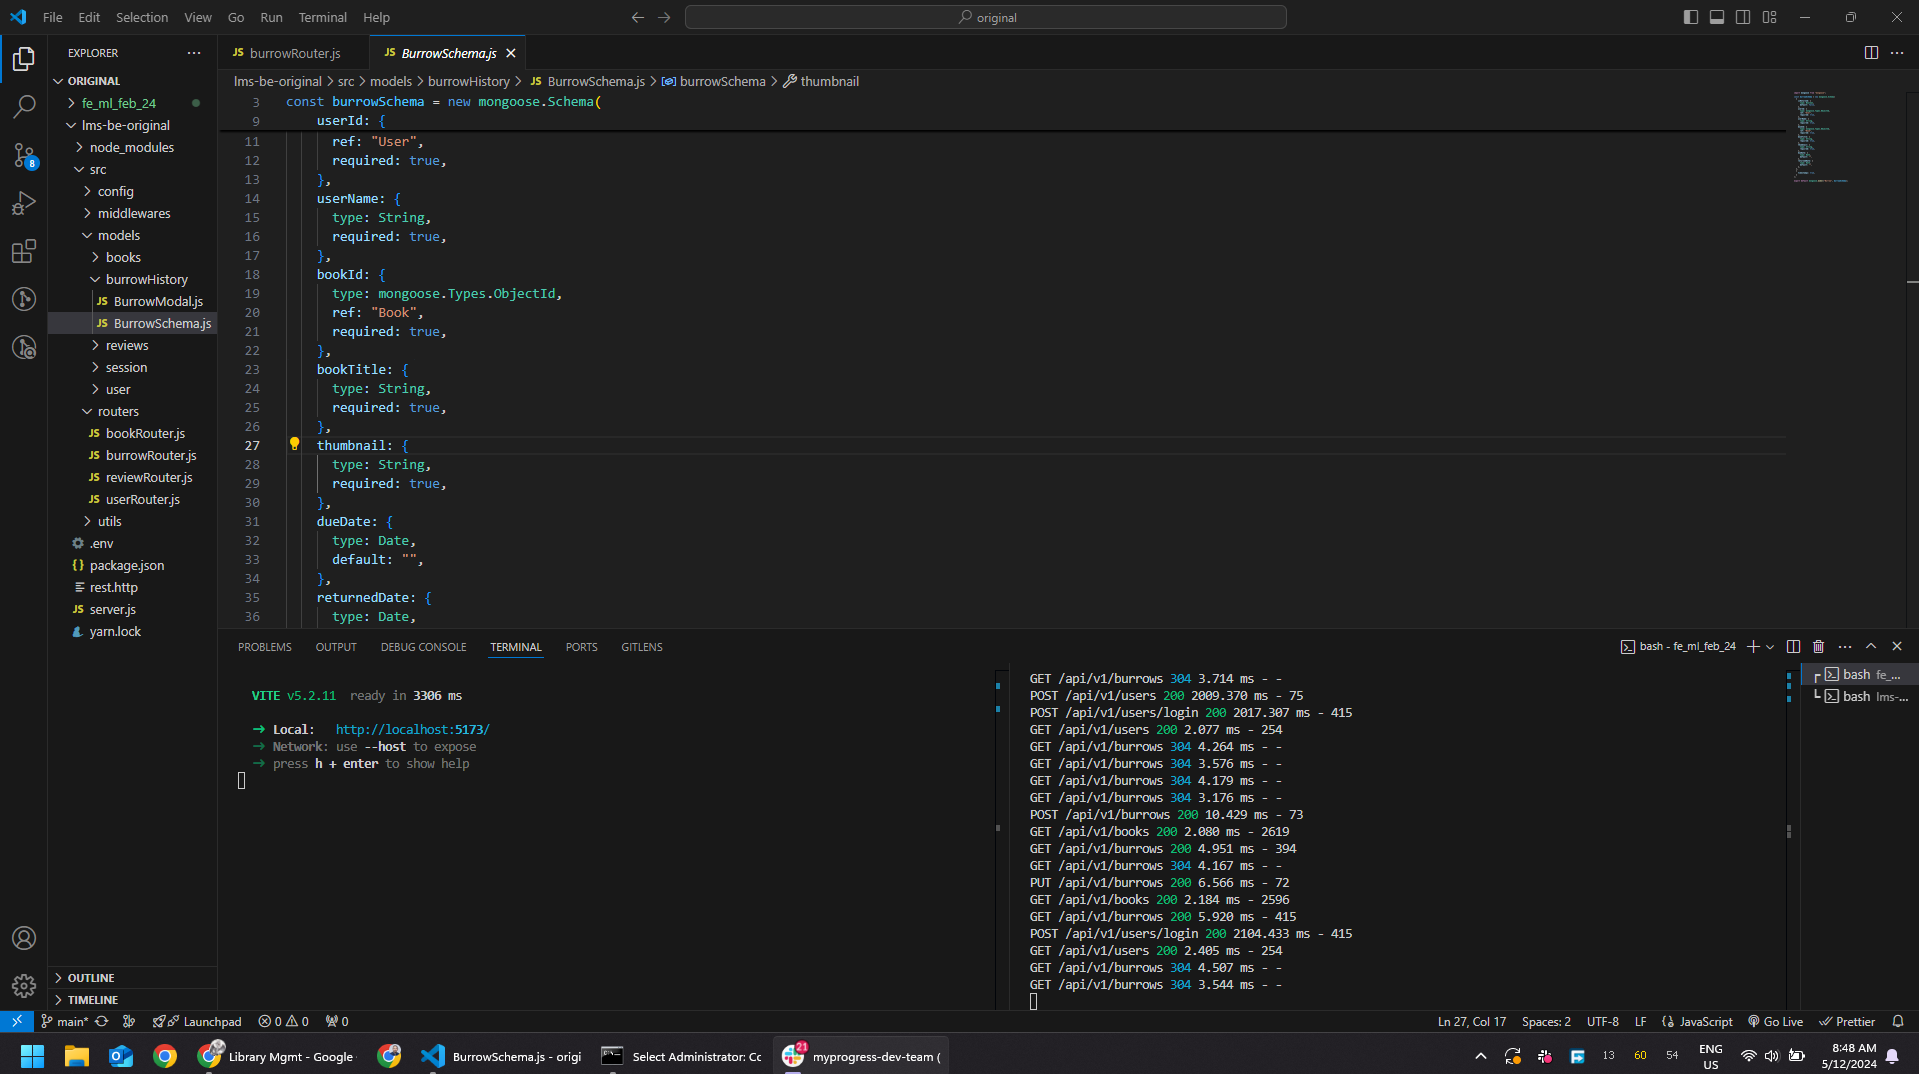 File Edit Selection View Go Run Terminal Help
original
EXPLORER
ORIGINAL
fe_ml_feb_24
lms-be-original
node_modules
src
config
middlewares
models
books
burrowHistory
JS BurrowModal.js
JS BurrowSchema.js
reviews
session
user
routers
JS bookRouter.js
JS burrowRouter.js
JS reviewRouter.js
JS userRouter.js
utils
.env
{} package.json
rest.http
JS server.js
yarn.lock
OUTLINE
TIMELINE
8
JS burrowRouter.js
JS BurrowSchema.js
lms-be-original > src > models > burrowHistory > JS BurrowSchema.js > burrowSchema > thumbnail
3 const burrowSchema = new mongoose.Schema(
9 userId: {
11 ref: "User",
12 required: true,
13 },
14 userName: {
15 type: String,
16 required: true,
17 },
18 bookId: {
19 type: mongoose.Types.ObjectId,
20 ref: "Book",
21 required: true,
22 },
23 bookTitle: {
24 type: String,
25 required: true,
26 },
27 thumbnail: {
28 type: String,
29 required: true,
30 },
31 dueDate: {
32 type: Date,
33 default: "",
34 },
35 returnedDate: {
36 type: Date,
PROBLEMS OUTPUT DEBUG CONSOLE TERMINAL PORTS GITLENS
bash - fe_ml_feb_24
VITE v5.2.11 ready in 3306 ms
➜ Local: http://localhost:5173/
➜ Network: use --host to expose
➜ press h + enter to show help
GET /api/v1/burrows 304 3.714 ms - -
POST /api/v1/users 200 2009.370 ms - 75
POST /api/v1/users/login 200 2017.307 ms - 415
GET /api/v1/users 200 2.077 ms - 254
GET /api/v1/burrows 304 4.264 ms - -
GET /api/v1/burrows 304 3.576 ms - -
GET /api/v1/burrows 304 4.179 ms - -
GET /api/v1/burrows 304 3.176 ms - -
POST /api/v1/burrows 200 10.429 ms - 73
GET /api/v1/books 200 2.080 ms - 2619
GET /api/v1/burrows 200 4.951 ms - 394
GET /api/v1/burrows 304 4.167 ms - -
PUT /api/v1/burrows 200 6.566 ms - 72
GET /api/v1/books 200 2.184 ms - 2596
GET /api/v1/burrows 200 5.920 ms - 415
POST /api/v1/users/login 200 2104.433 ms - 415
GET /api/v1/users 200 2.405 ms - 254
GET /api/v1/burrows 304 4.507 ms - -
GET /api/v1/burrows 304 3.544 ms - -
bash fe_...
bash lms-...
main* Launchpad 0 0 0
Ln 27, Col 17 Spaces: 2 UTF-8 LF {} JavaScript Go Live Prettier
Library Mgmt - Google
BurrowSchema.js - origi
Select Administrator: Cc
21
myprogress-dev-team (
13 60 54
ENG
US
8:48 AM
5/12/2024